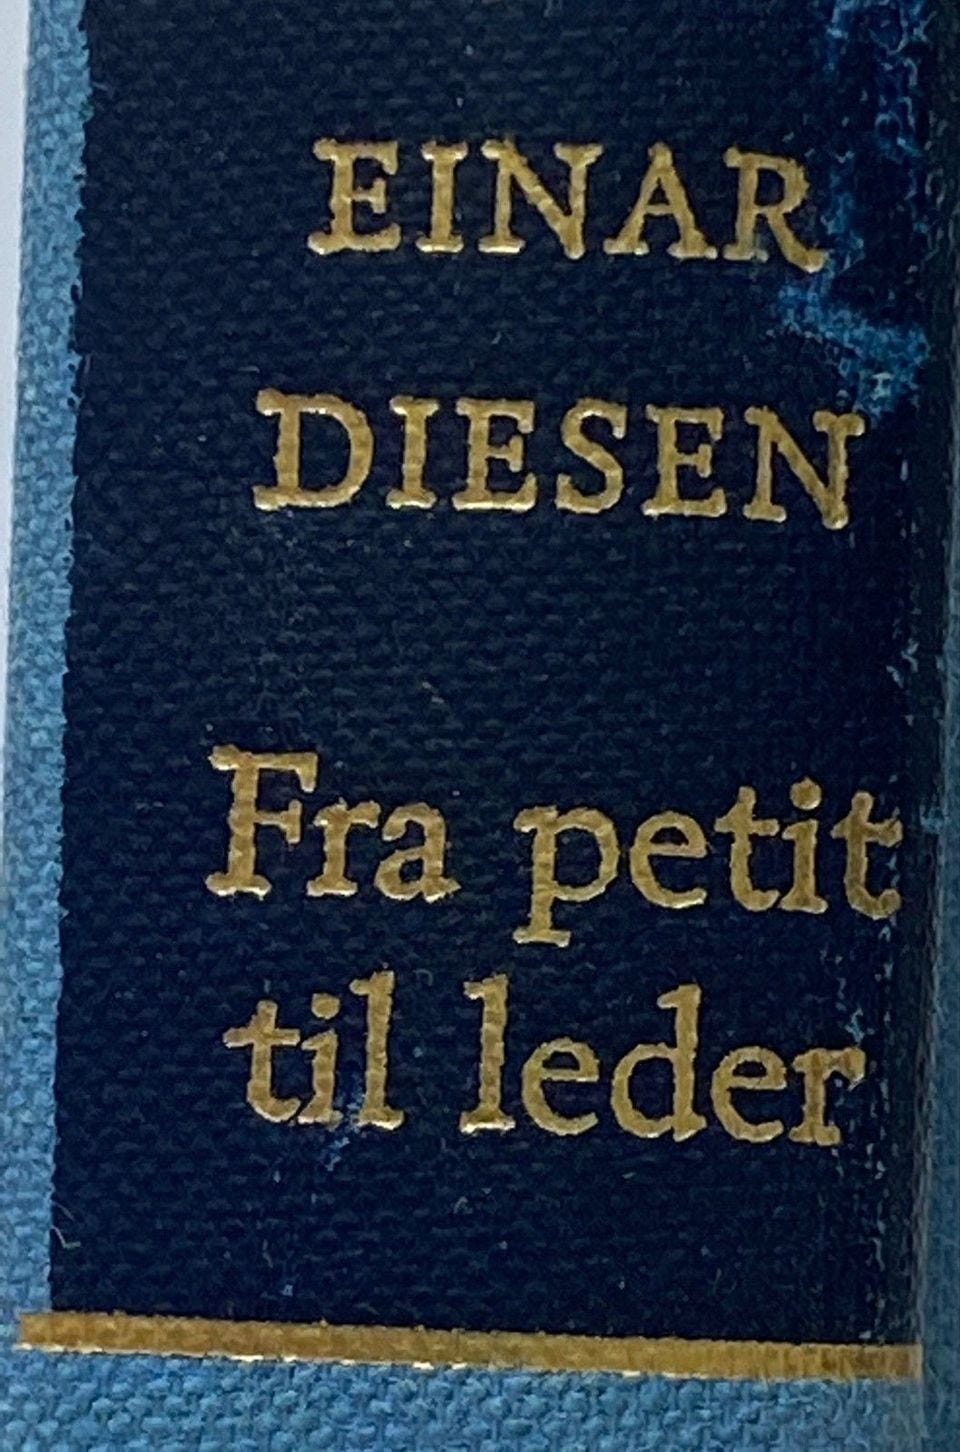 EINAR
DIESEN
Fra petit
til leder